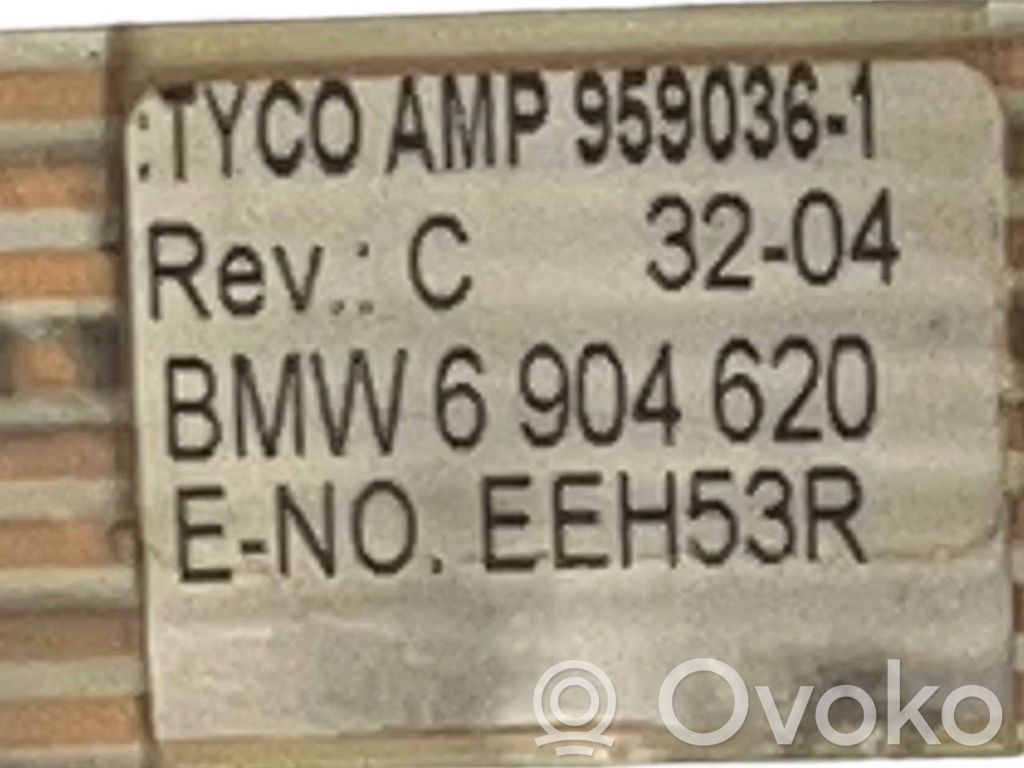 :TYCO AMP 959036-1
Rev.: C 32-04
BMW 6 904 620
E-NO. EEH53R
© Ovoko